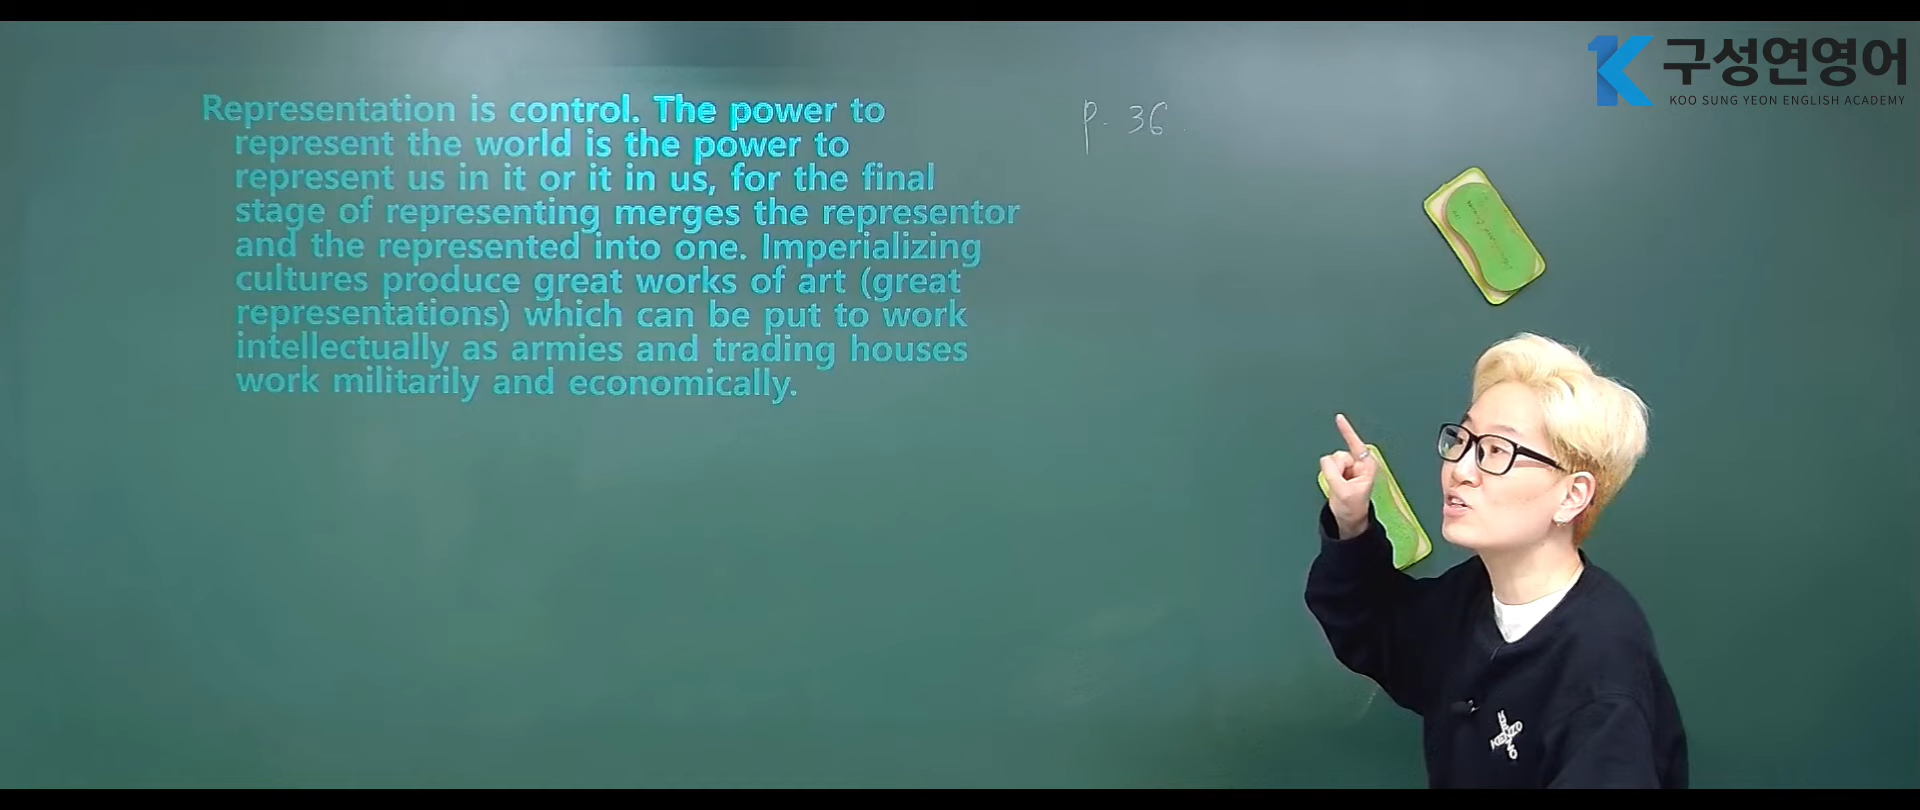 구성연영어
KOO SUNG YEON ENGLISH ACADEMY
Representation is control. The power to
represent the world is the power to
represent us in it or it in us, for the final
stage of representing merges the representor
and the represented into one. Imperializing
cultures produce great works of art (great
representations) which can be put to work
intellectually as armies and trading houses
work militarily and economically.
p. 36
KENZO